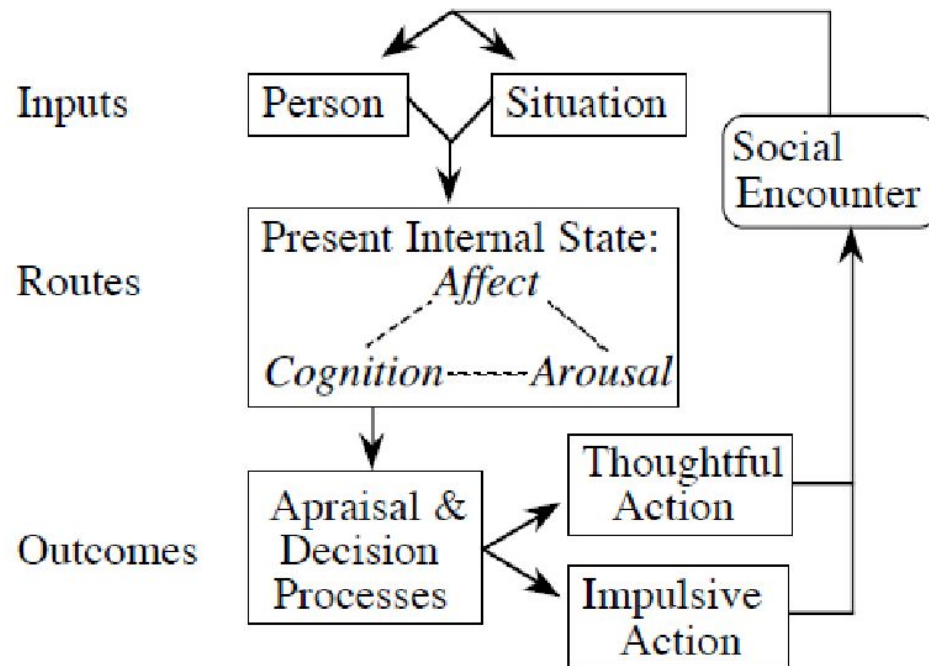 Inputs
Person
Situation
Social
Encounter
Routes
Present Internal State:
Affect
Cognition
Arousal
Outcomes
Apraisal &
Decision
Processes
Thoughtful
Action
Impulsive
Action